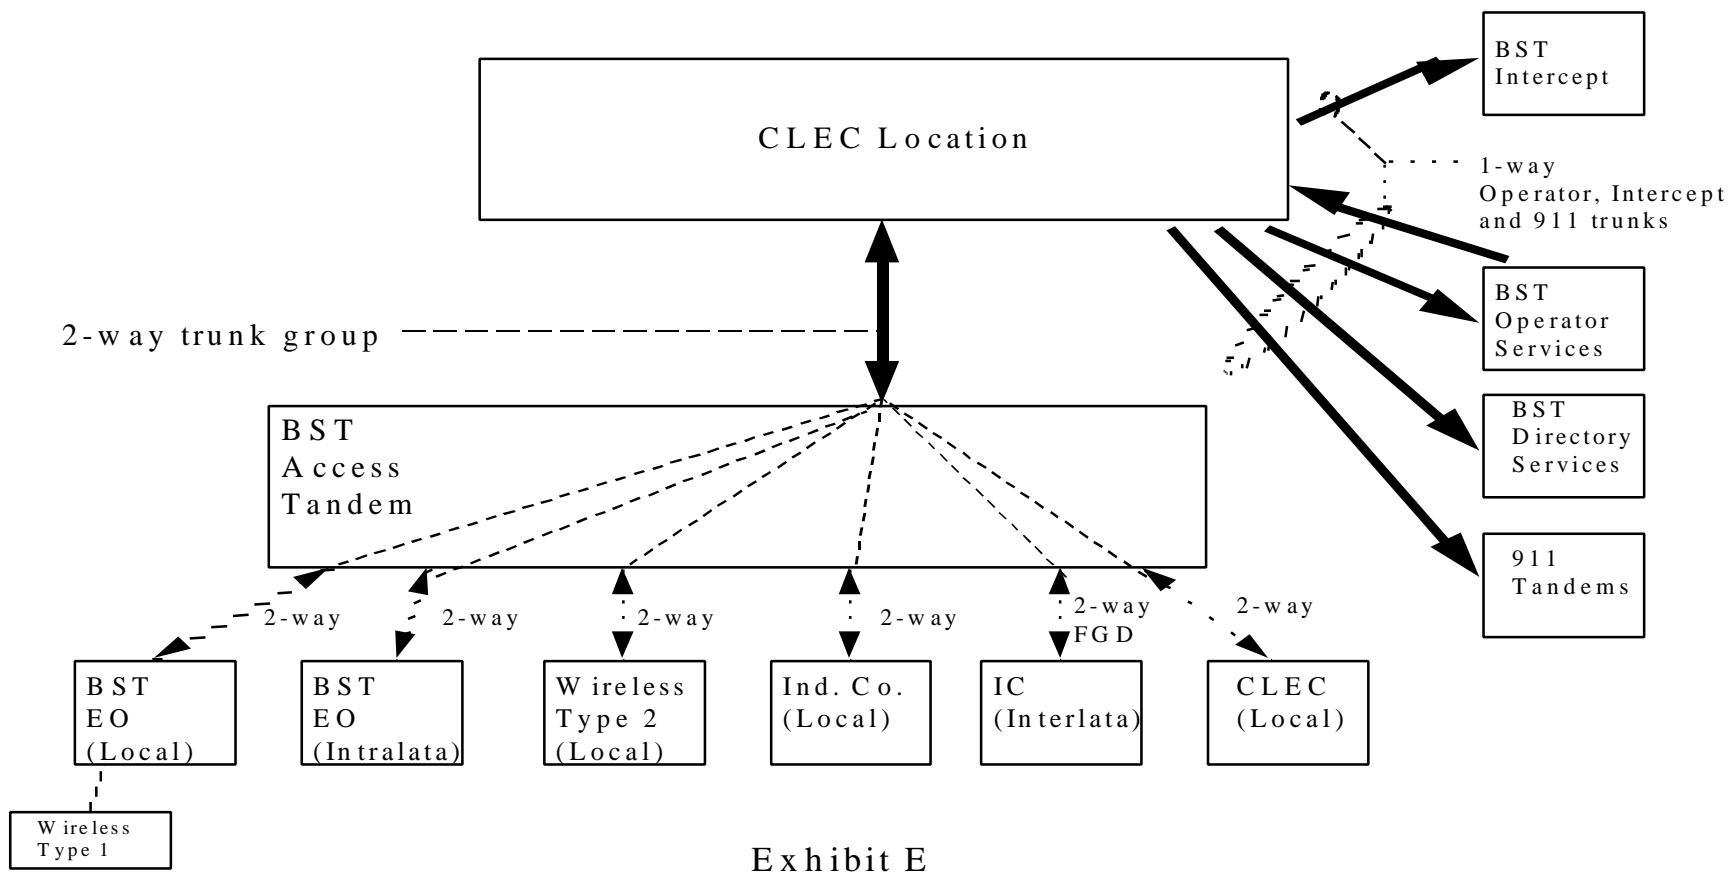 BST
Intercept
CLEC Location
1-way
Operator, Intercept
and 911 trunks
BST
Operator
Services
2-way trunk group
BST
Directory
Services
BST
Access
Tandem
911
Tandems
2-way
2-way
2-way
2-way
2-way
FGD
2-way
BST
EO
(Local)
BST
EO
(Intralata)
Wireless
Type 2
(Local)
Ind. Co.
(Local)
IC
(Interlata)
CLEC
(Local)
Wireless
Type 1
Exhibit E